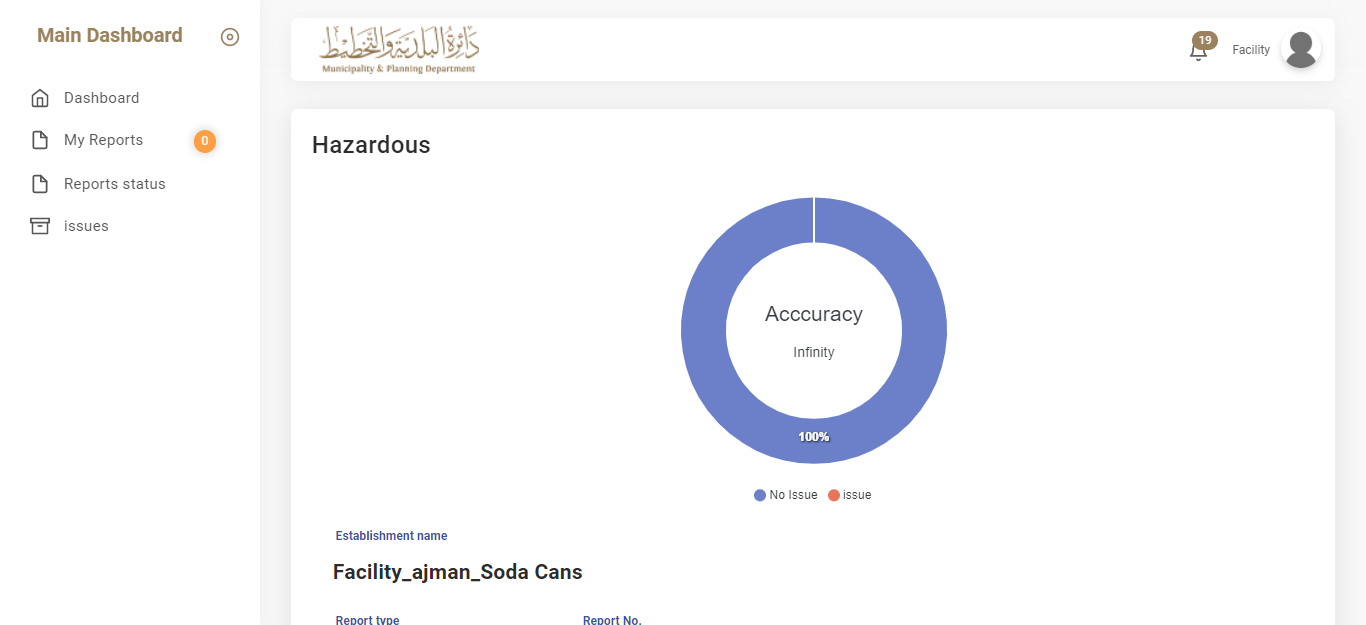 Main Dashboard
Dashboard
My Reports 0
Reports status
issues
دائرة البلدية والتخطيط
Municipality & Planning Department
19
Facility
Hazardous
Acccuracy
Infinity
100%
No Issue issue
Establishment name
Facility_ajman_Soda Cans
Report type Report No.